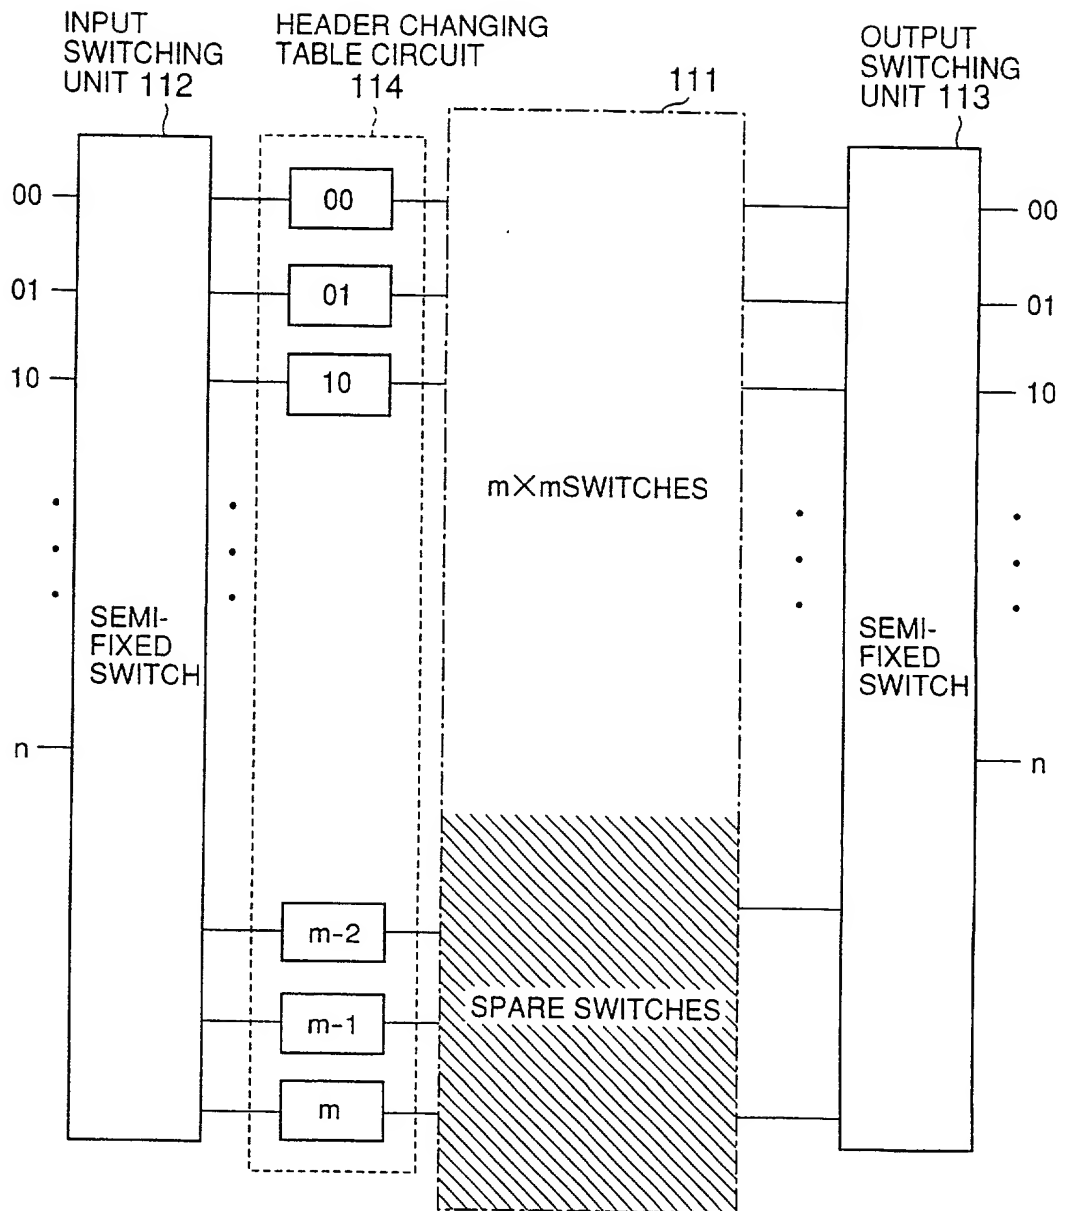 INPUT
SWITCHING
UNIT 112
HEADER CHANGING
TABLE CIRCUIT
114
111
OUTPUT
SWITCHING
UNIT 113
00
00
00
01
01
01
10
10
10
m×mSWITCHES
SEMI-
FIXED
SWITCH
SEMI-
FIXED
SWITCH
n
n
m-2
m-1
SPARE SWITCHES
m